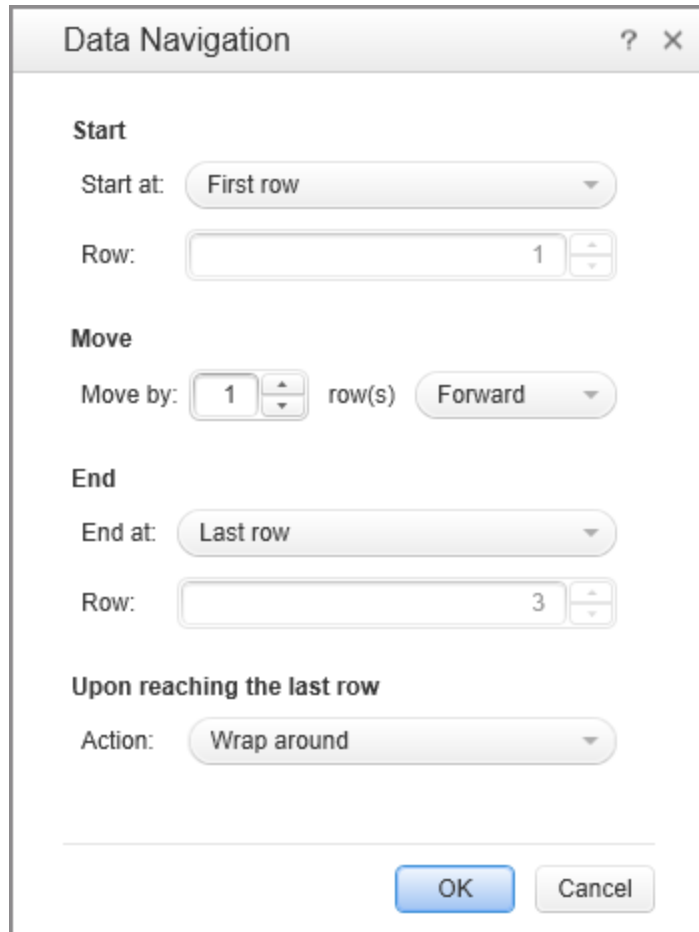 Data Navigation ? ×
Start
Start at: First row
Row: 1
Move
Move by: 1 row(s) Forward
End
End at: Last row
Row: 3
Upon reaching the last row
Action: Wrap around
OK Cancel